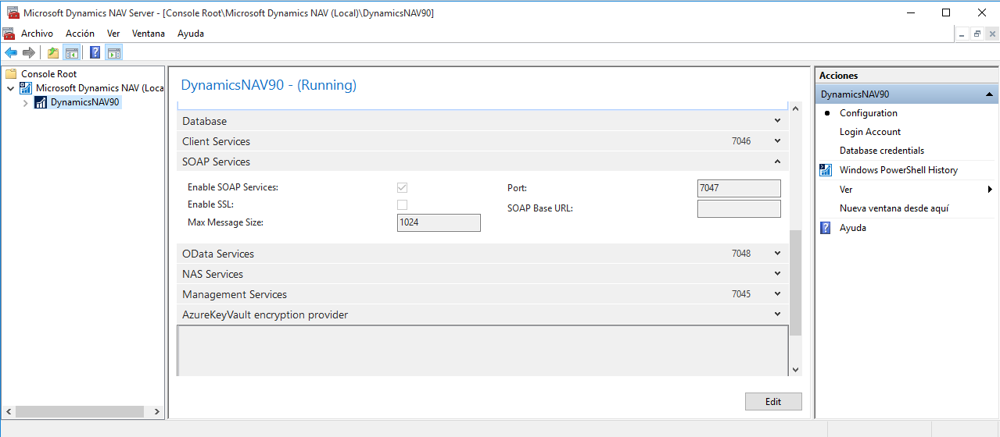 Microsoft Dynamics NAV Server - [Console Root\Microsoft Dynamics NAV (Local)\DynamicsNAV90]
Archivo Acción Ver Ventana Ayuda
Console Root
Microsoft Dynamics NAV (Loca
DynamicsNAV90
DynamicsNAV90 - (Running)
Database
Client Services 7046
SOAP Services
Enable SOAP Services: Port: 7047
Enable SSL: SOAP Base URL:
Max Message Size: 1024
OData Services 7048
NAS Services
Management Services 7045
AzureKeyVault encryption provider
Edit
Acciones
DynamicsNAV90
Configuration
Login Account
Database credentials
Windows PowerShell History
Ver
Nueva ventana desde aquí
Ayuda